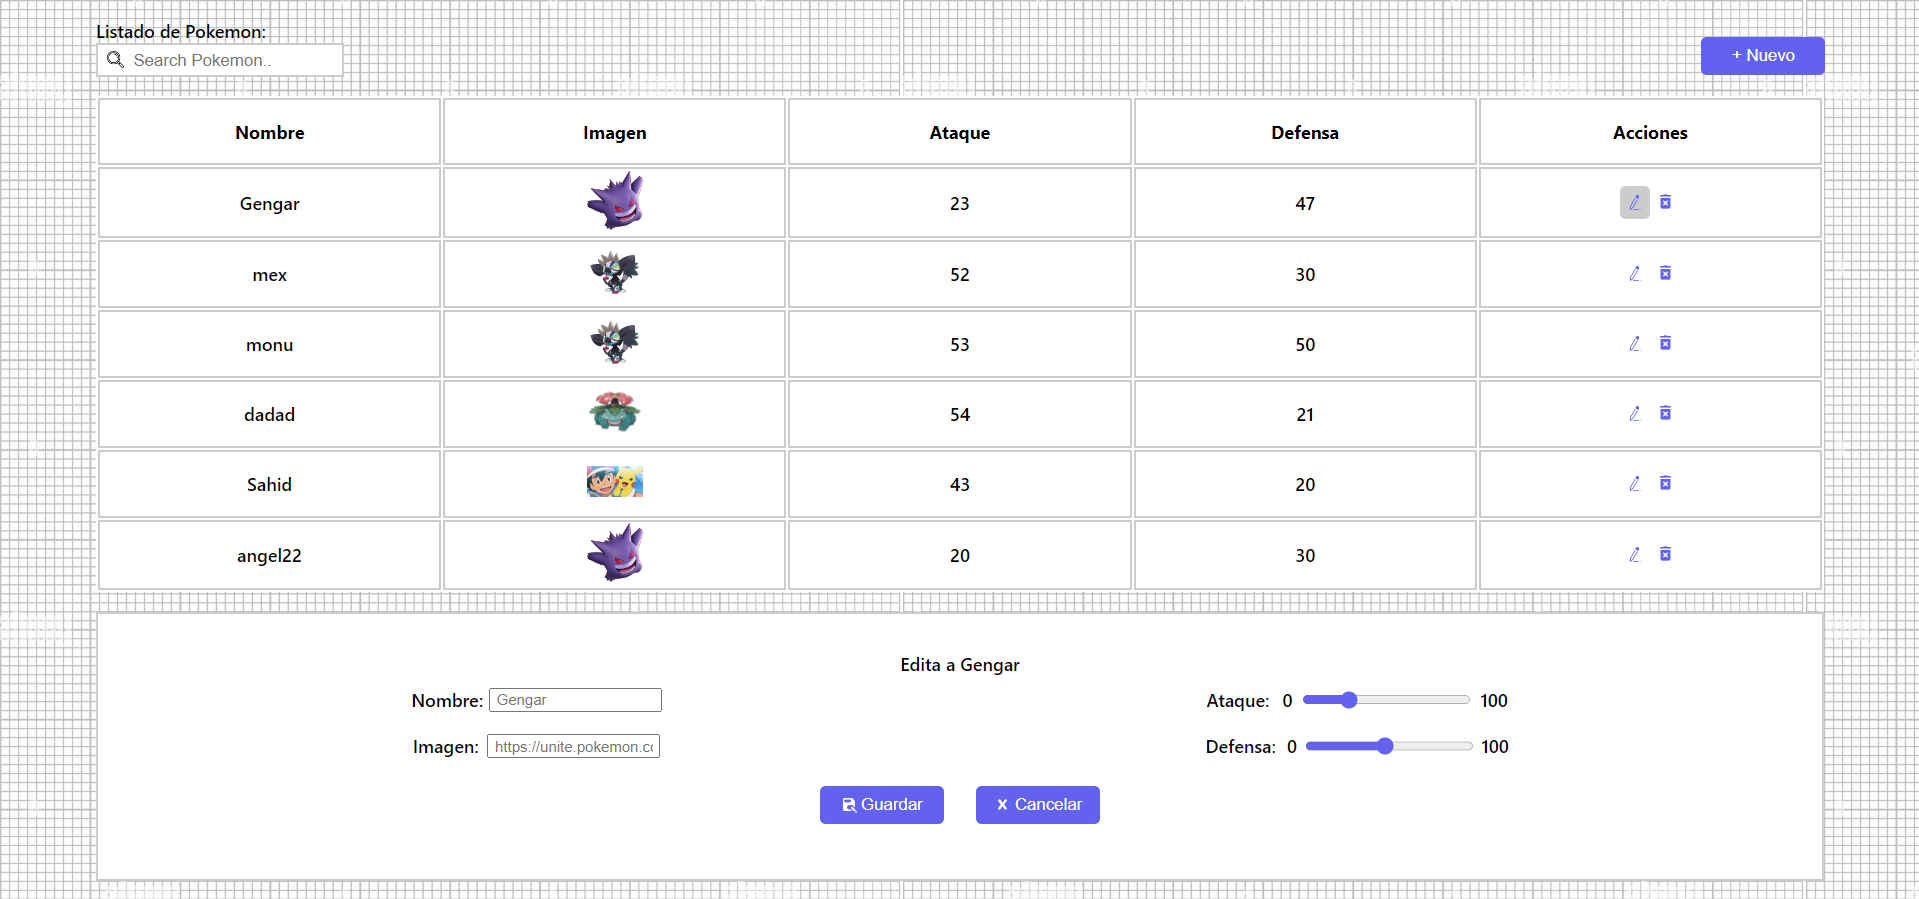 Listado de Pokemon:
Search Pokemon..
+ Nuevo
Nombre Imagen Ataque Defensa Acciones
Gengar 23 47
mex 52 30
monu 53 50
dadad 54 21
Sahid 43 20
angel22 20 30
Edita a Gengar
Nombre: Gengar Ataque: 0 100
Imagen: https://unite.pokemon.cc Defensa: 0 100
Guardar x Cancelar